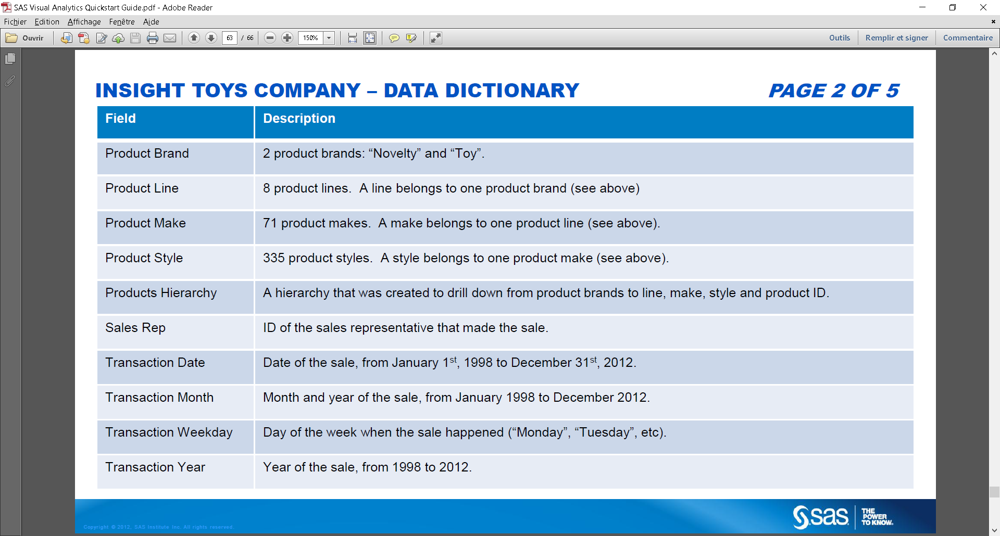 SAS Visual Analytics Quickstart Guide.pdf - Adobe Reader
Fichier Edition Affichage Fenêtre Aide
Ouvrir 63 / 66 150% Outils Remplir et signer Commentaire
INSIGHT TOYS COMPANY – DATA DICTIONARY PAGE 2 OF 5
Field Description
Product Brand 2 product brands: “Novelty” and “Toy”.
Product Line 8 product lines. A line belongs to one product brand (see above)
Product Make 71 product makes. A make belongs to one product line (see above).
Product Style 335 product styles. A style belongs to one product make (see above).
Products Hierarchy A hierarchy that was created to drill down from product brands to line, make, style and product ID.
Sales Rep ID of the sales representative that made the sale.
Transaction Date Date of the sale, from January 1st, 1998 to December 31st, 2012.
Transaction Month Month and year of the sale, from January 1998 to December 2012.
Transaction Weekday Day of the week when the sale happened (“Monday”, “Tuesday”, etc).
Transaction Year Year of the sale, from 1998 to 2012.
sas THE
POWER
TO KNOW.
Copyright © 2012, SAS Institute Inc. All rights reserved.